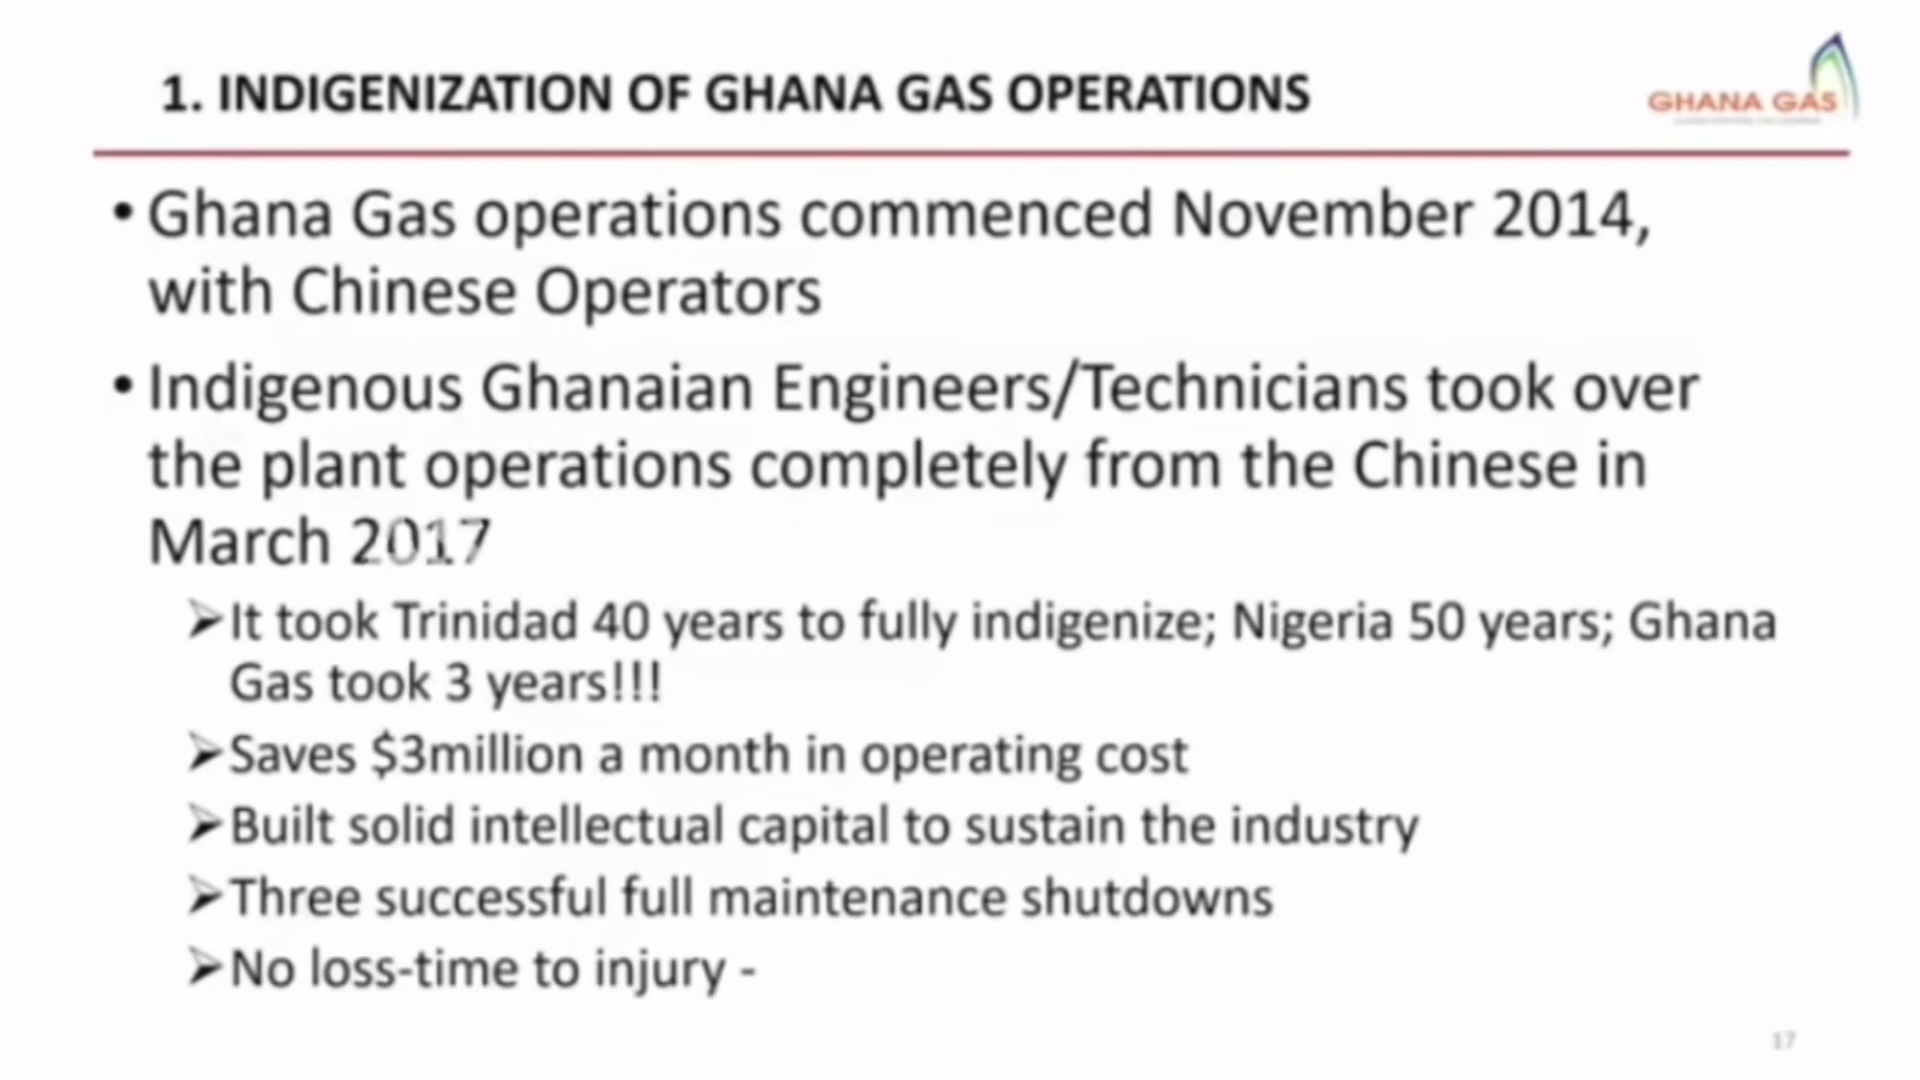 1. INDIGENIZATION OF GHANA GAS OPERATIONS
GHANA GAS
• Ghana Gas operations commenced November 2014,
with Chinese Operators
• Indigenous Ghanaian Engineers/Technicians took over
the plant operations completely from the Chinese in
March 2017
➢It took Trinidad 40 years to fully indigenize; Nigeria 50 years; Ghana
Gas took 3 years!!!
➢Saves $3million a month in operating cost
➢Built solid intellectual capital to sustain the industry
➢Three successful full maintenance shutdowns
➢No loss-time to injury -
17